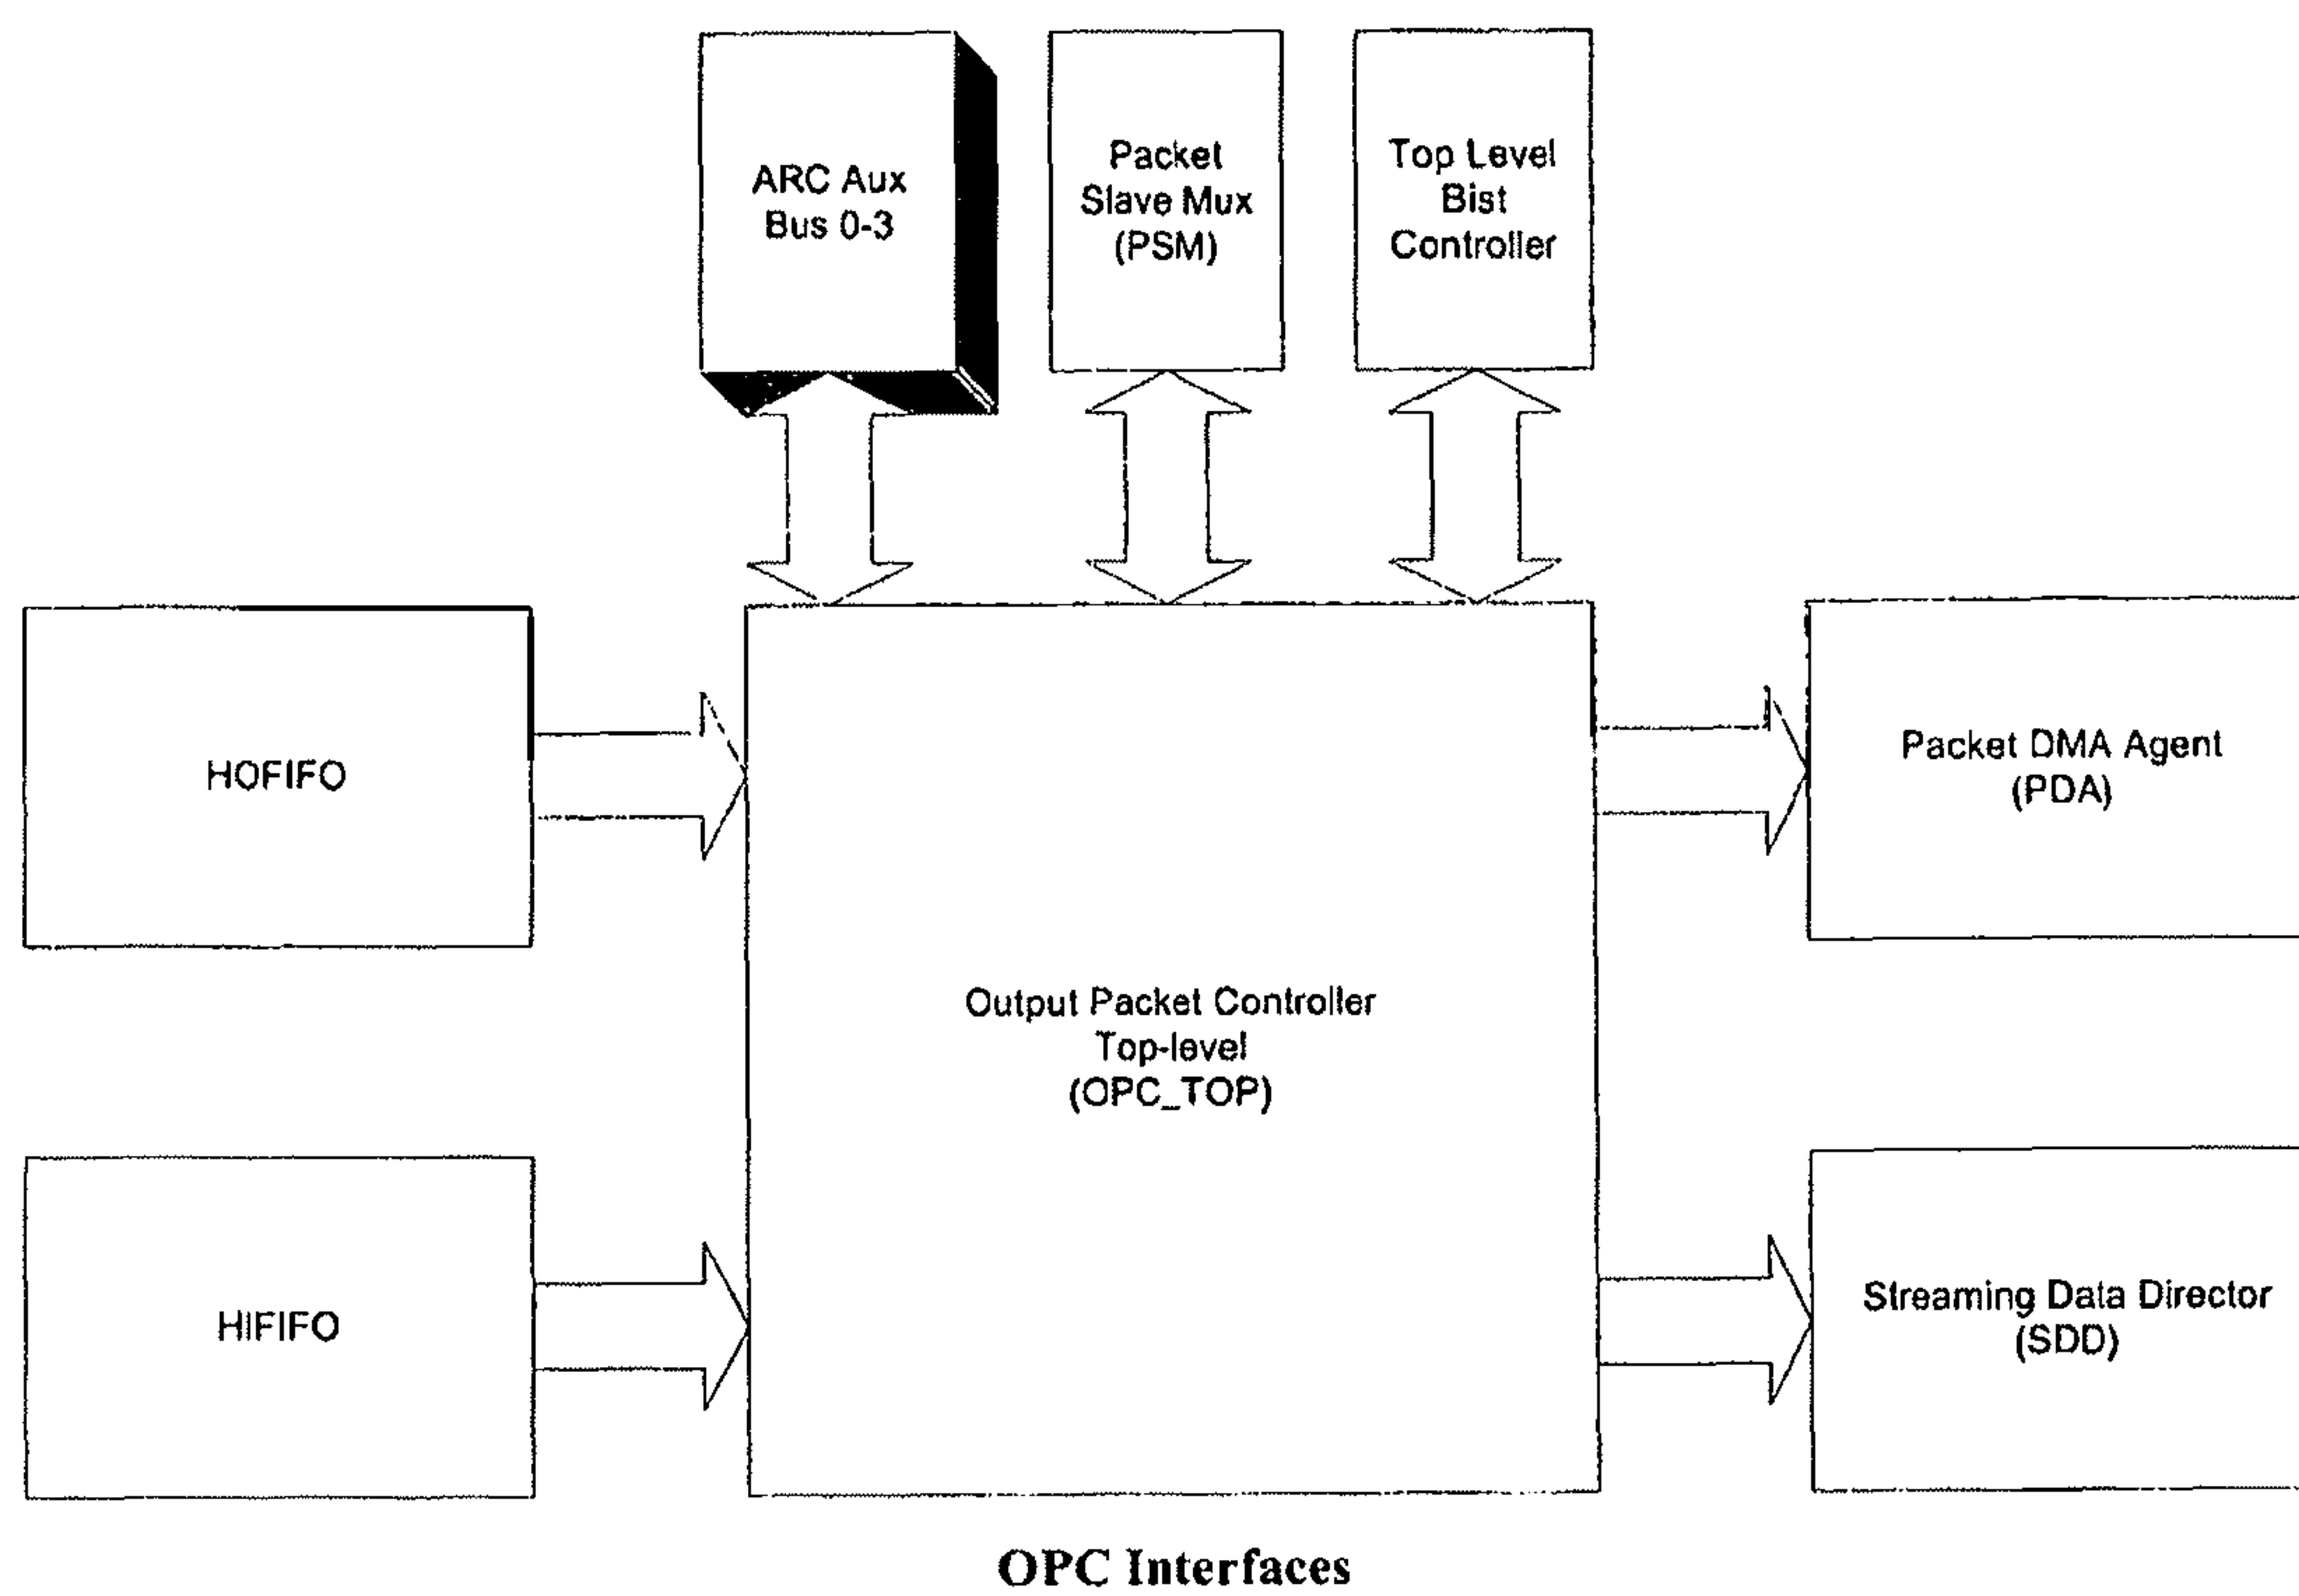 ARC Aux
Bus 0-3
Packet
Slave Mux
(PSM)
Top Level
Bist
Controller
HOFIFO
Packet DMA Agent
(PDA)
Output Packet Controller
Top-level
(OPC_TOP)
HIFIFO
Streaming Data Director
(SDD)
OPC Interfaces